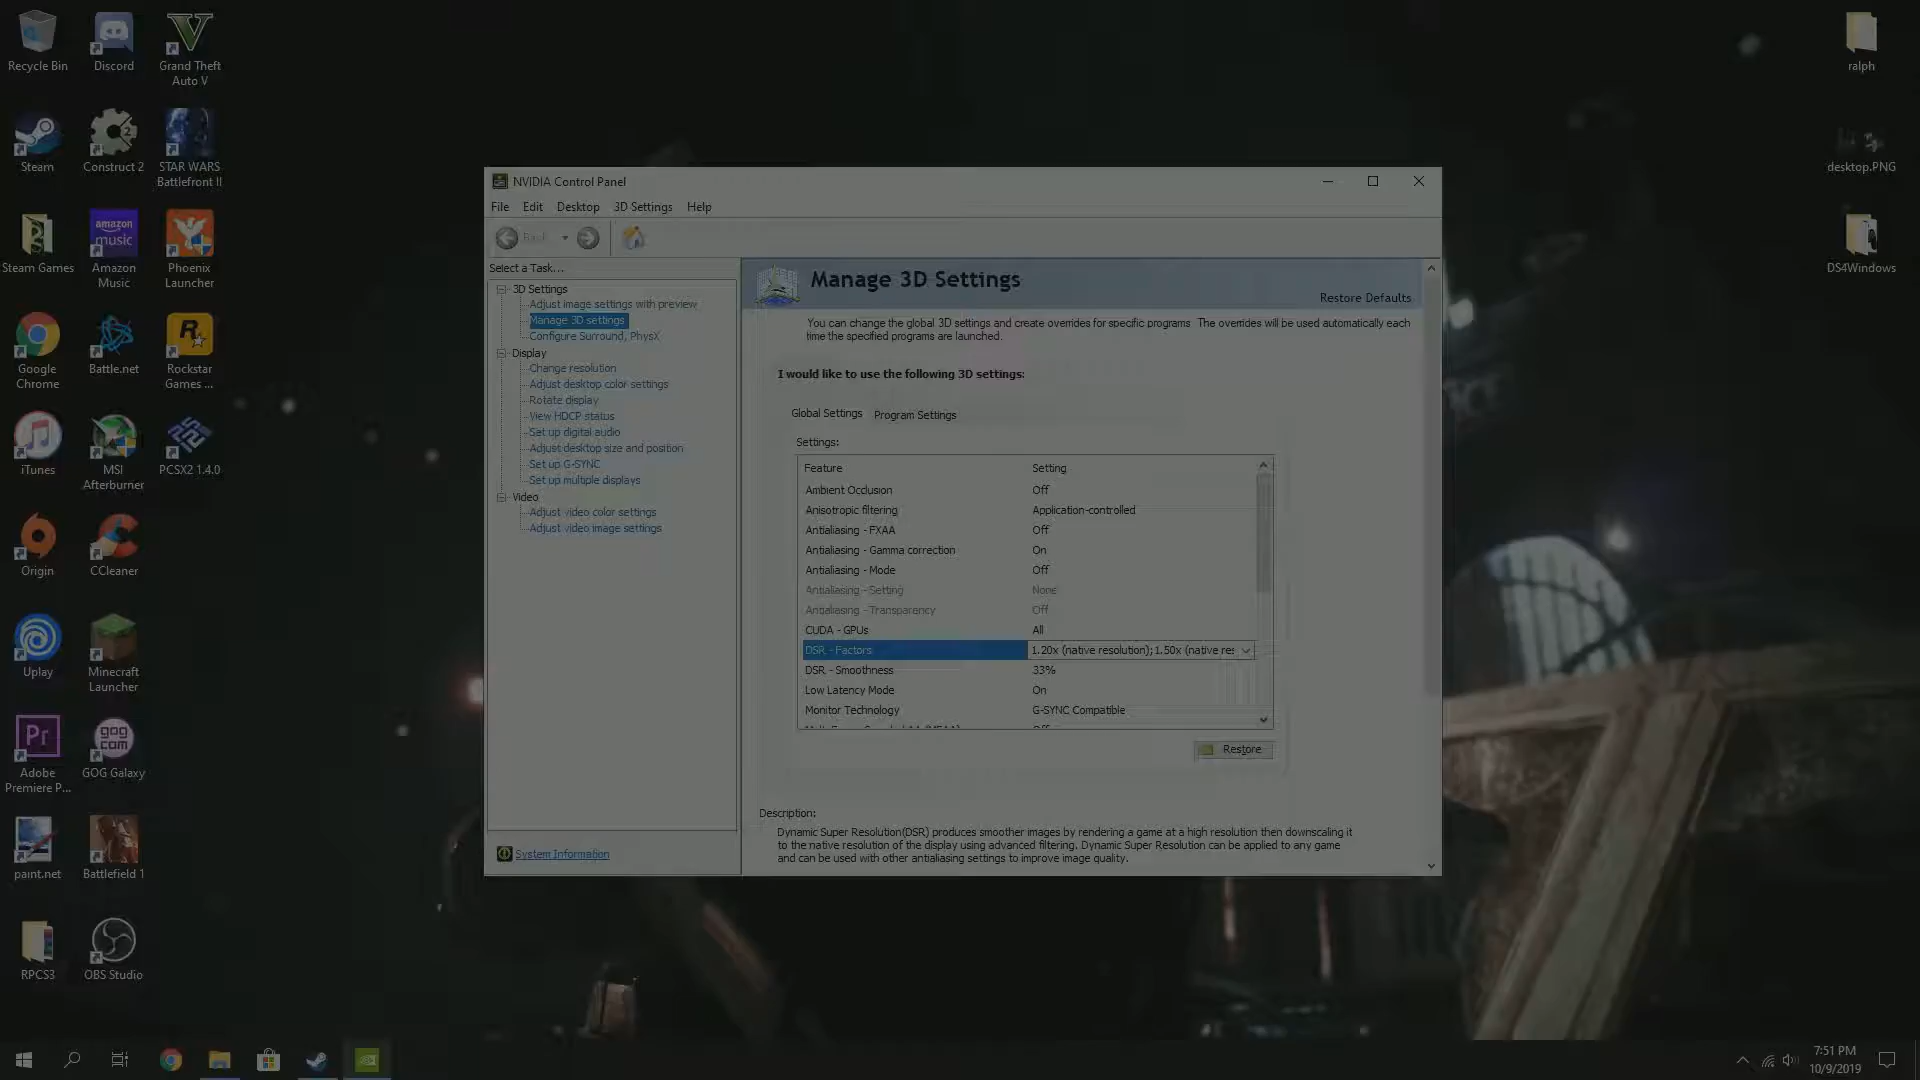 Recycle Bin
Discord
Grand Theft
Auto V
Steam
Construct 2
STAR WARS
Battlefront II
Steam Games
amazon
music
Amazon
Music
Phoenix
Launcher
Google
Chrome
Battle.net
Rockstar
Games ...
iTunes
MSI
Afterburner
PCSX2 1.4.0
Origin
CCleaner
Uplay
Minecraft
Launcher
Pr
Adobe
Premiere P...
gog
com
GOG Galaxy
paint.net
Battlefield 1
RPCS3
OBS Studio
ralph
desktop.PNG
DS4Windows
NVIDIA Control Panel
File Edit Desktop 3D Settings Help
Back
Select a Task...
3D Settings
Adjust image settings with preview
Manage 3D settings
Configure Surround, PhysX
Display
Change resolution
Adjust desktop color settings
Rotate display
View HDCP status
Set up digital audio
Adjust desktop size and position
Set up G-SYNC
Set up multiple displays
Video
Adjust video color settings
Adjust video image settings
System Information
Manage 3D Settings
Restore Defaults
You can change the global 3D settings and create overrides for specific programs. The overrides will be used automatically each
time the specified programs are launched.
I would like to use the following 3D settings:
Global Settings Program Settings
Settings:
Feature Setting
Ambient Occlusion Off
Anisotropic filtering Application-controlled
Antialiasing - FXAA Off
Antialiasing - Gamma correction On
Antialiasing - Mode Off
Antialiasing - Setting None
Antialiasing - Transparency Off
CUDA - GPUs All
DSR - Factors 1.20x (native resolution);1.50x (native res
DSR - Smoothness 33%
Low Latency Mode On
Monitor Technology G-SYNC Compatible
Restore
Description:
Dynamic Super Resolution(DSR) produces smoother images by rendering a game at a high resolution then downscaling it
to the native resolution of the display using advanced filtering. Dynamic Super Resolution can be applied to any game
and can be used with other antialiasing settings to improve image quality.
7:51 PM
10/9/2019